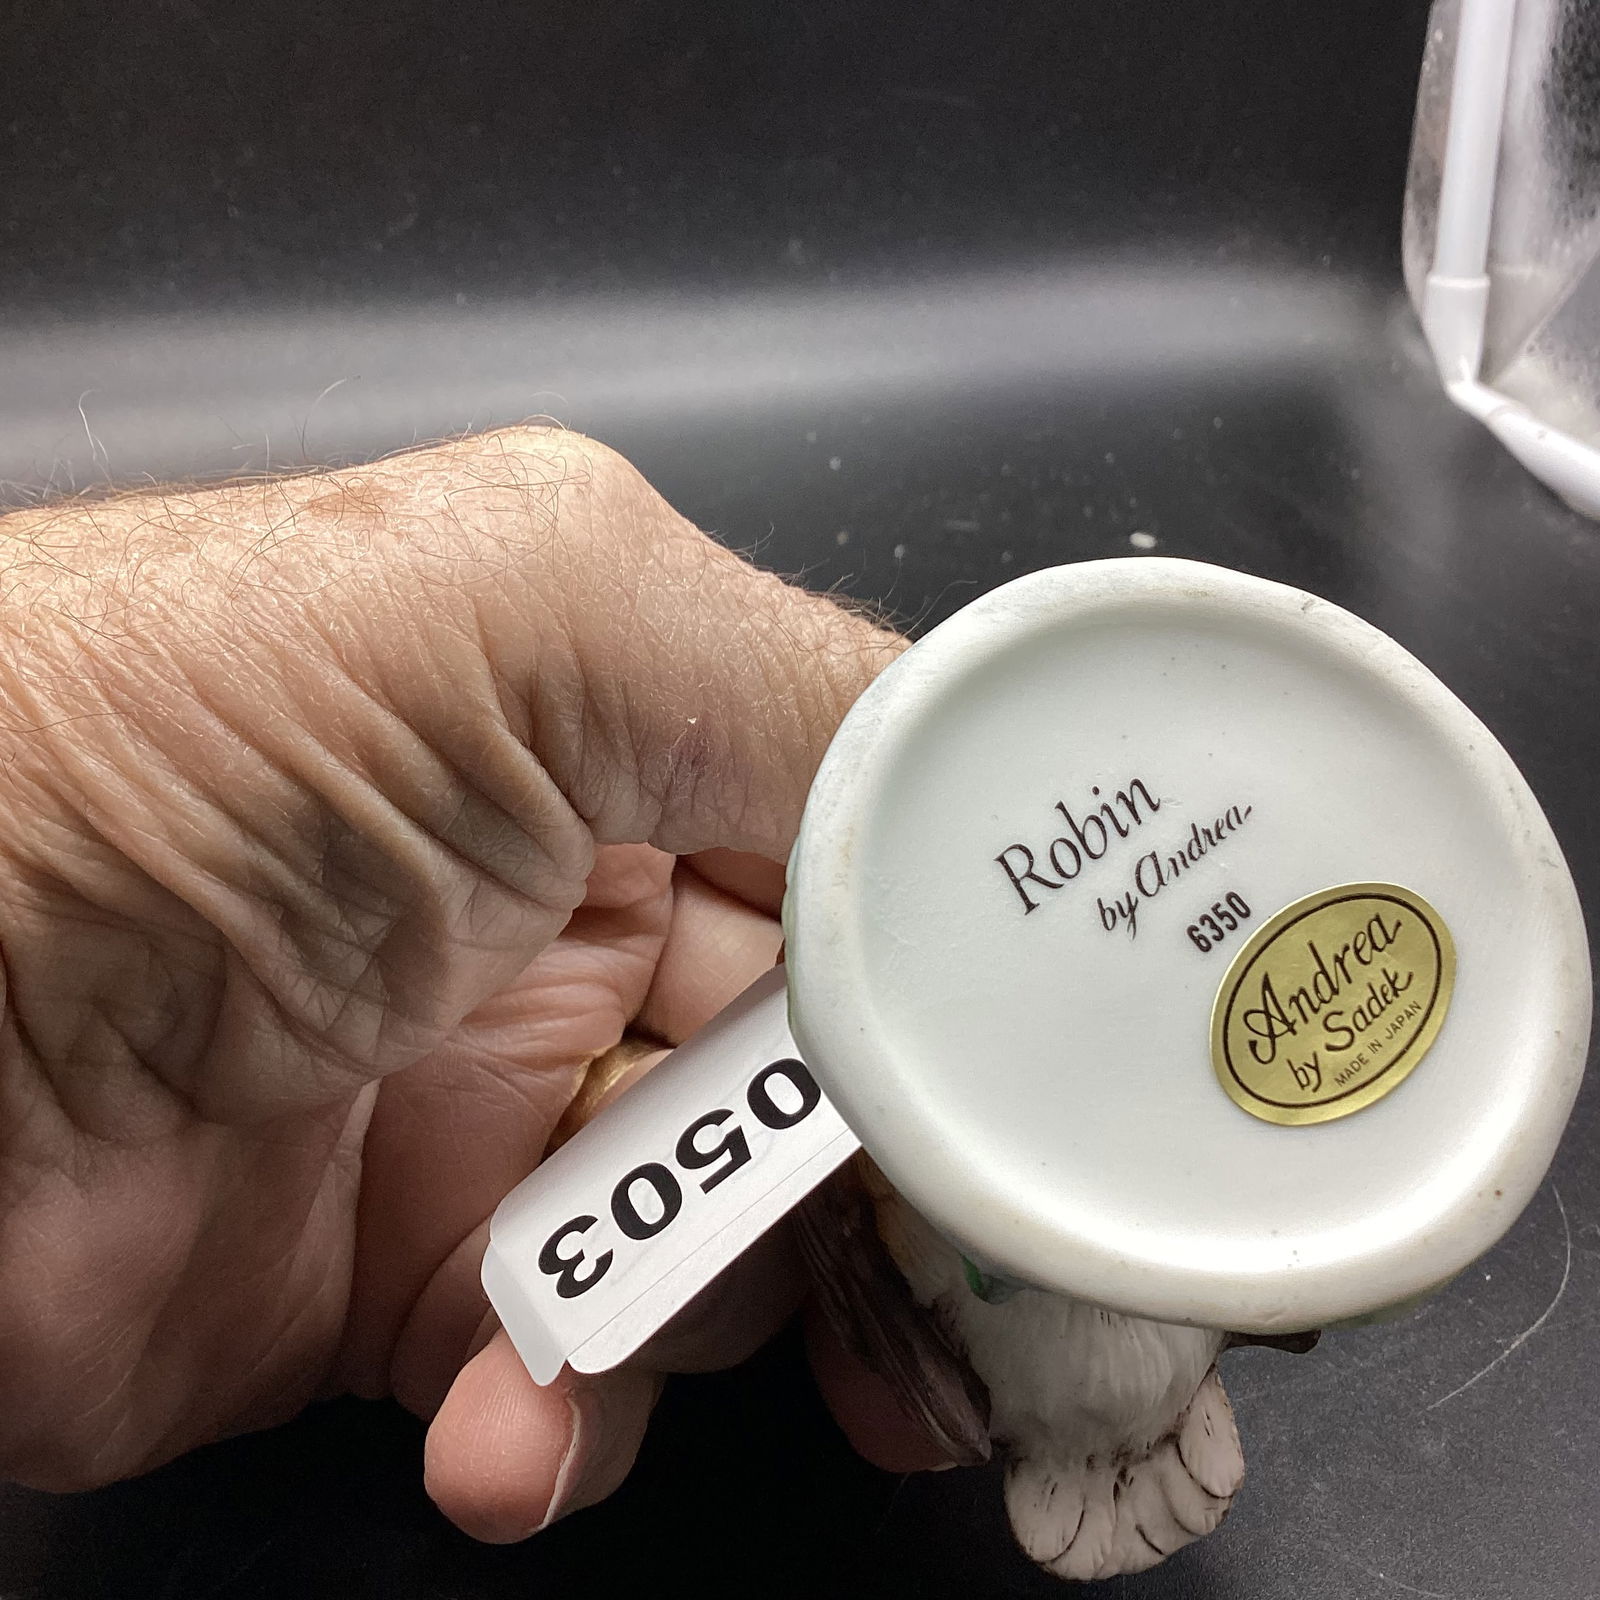 Robin
by Andrea
6350
Andrea
by Sadek
MADE IN JAPAN
0503